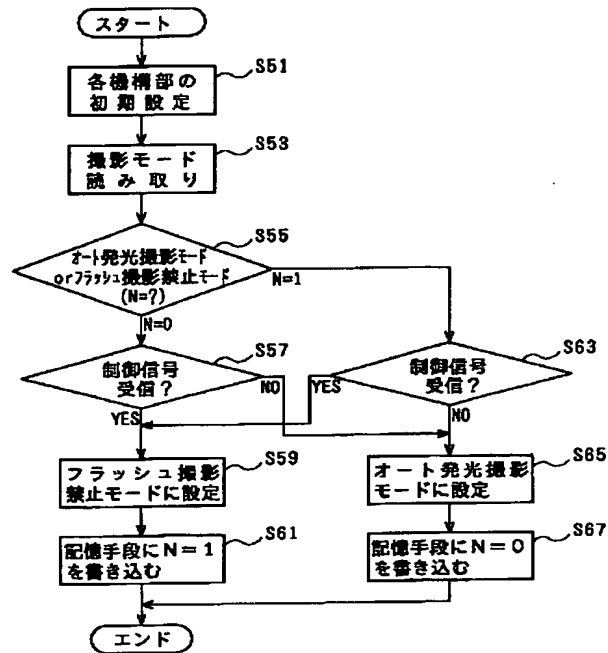 スタート
S51
各機構部の
初期設定
S53
撮影モード
読み取り
S55
オート発光撮影モード
orフラッシュ撮影禁止モード
(N=?)
N=1
N=0
S57
制御信号
受信?
NO
YES
S63
制御信号
受信?
YES
NO
S59
フラッシュ撮影
禁止モードに設定
S65
オート発光撮影
モードに設定
S61
記憶手段にN=1
を書き込む
S67
記憶手段にN=0
を書き込む
エンド